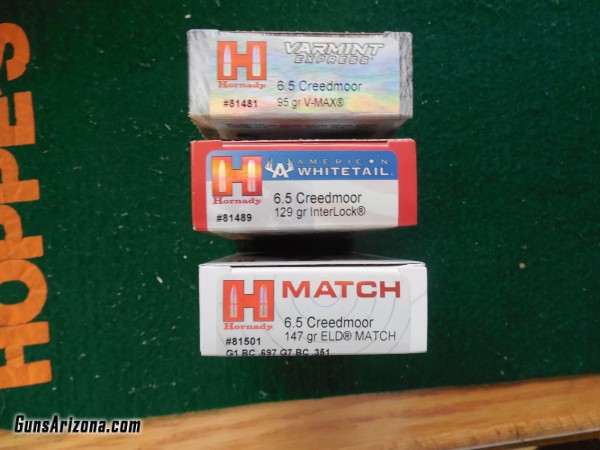 HOPPE'S
VARMINT
EXPRESS®
H
Hornady
6.5 Creedmoor
#81481
95 gr V-MAX®
AMERICAN
WHITETAIL
H
Hornady
6.5 Creedmoor
#81489
129 gr InterLock®
MATCH
H
Hornady
6.5 Creedmoor
#81501
147 gr ELD® MATCH
G1 BC .697 G7 BC .351
GunsArizona.com